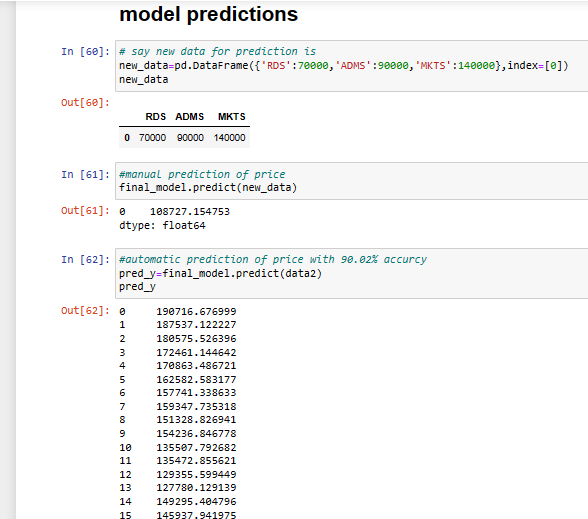 model predictions
In [60]: # say new data for prediction is
new_data=pd.DataFrame({'RDS':70000,'ADMS':90000,'MKTS':140000},index=[0])
new_data
Out[60]:
RDS ADMS MKTS
0 70000 90000 140000
In [61]: #manual prediction of price
final_model.predict(new_data)
Out[61]: 0 108727.154753
dtype: float64
In [62]: #automatic prediction of price with 90.02% accurcy
pred_y=final_model.predict(data2)
pred_y
Out[62]: 0 190716.676999
1 187537.122227
2 180575.526396
3 172461.144642
4 170863.486721
5 162582.583177
6 157741.338633
7 159347.735318
8 151328.826941
9 154236.846778
10 135507.792682
11 135472.855621
12 129355.599449
13 127780.129139
14 149295.404796
15 145937.941975